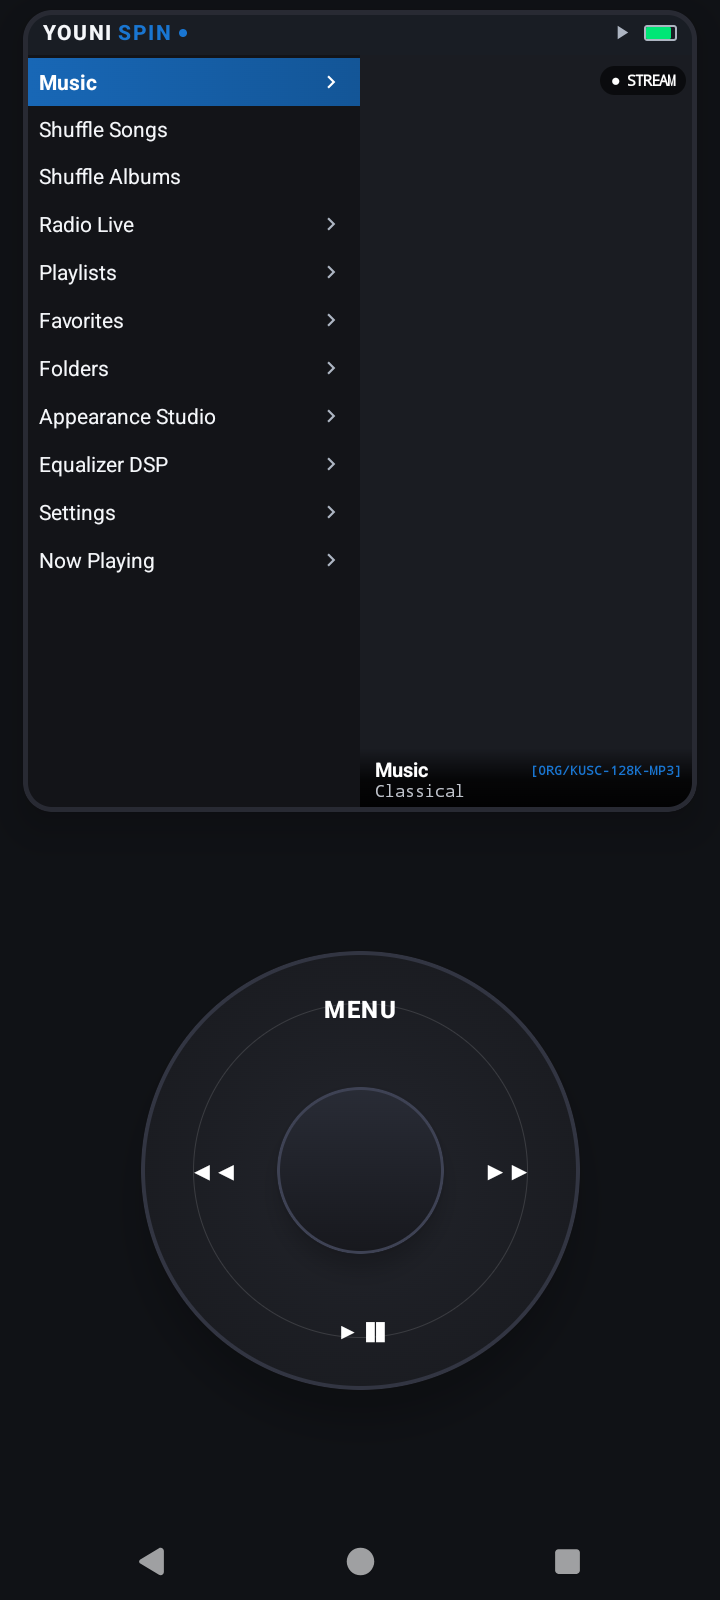 YOUNI SPIN
Music
STREAM
Shuffle Songs
Shuffle Albums
Radio Live
Playlists
Favorites
Folders
Appearance Studio
Equalizer DSP
Settings
Now Playing
Music [ORG/KUSC-128K-MP3]
Classical
MENU